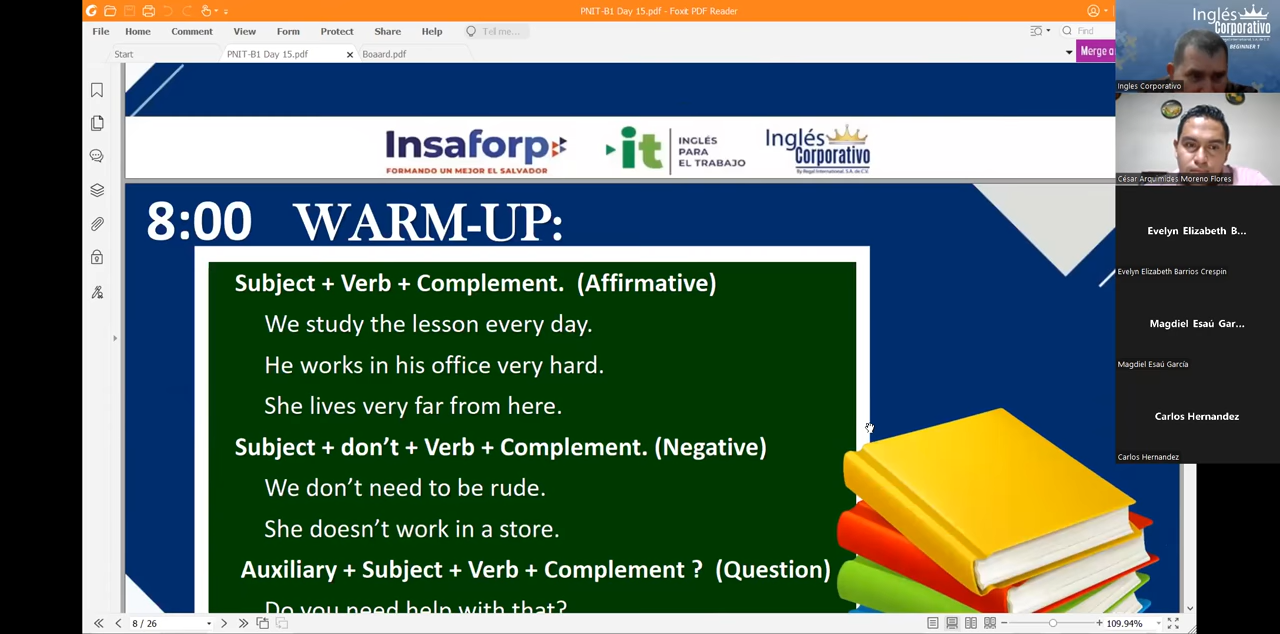 PNIT-B1 Day 15.pdf - Foxit PDF Reader
File Home Comment View Form Protect Share Help Tell me... Find
Start PNIT-B1 Day 15.pdf Boaard.pdf Merge a
Insaforp
FORMANDO UN MEJOR EL SALVADOR
it INGLÉS PARA EL TRABAJO
Inglés Corporativo
8:00 WARM-UP:
Subject + Verb + Complement. (Affirmative)
We study the lesson every day.
He works in his office very hard.
She lives very far from here.
Subject + don't + Verb + Complement. (Negative)
We don't need to be rude.
She doesn't work in a store.
Auxiliary + Subject + Verb + Complement ? (Question)
Do you need help with that?
8 / 26
109.94%
Inglés
Corporativo
BEGINNER 1
Ingles Corporativo
César Arquimides Moreno Flores
Evelyn Elizabeth B...
Evelyn Elizabeth Barrios Crespin
Magdiel Esaú Gar...
Magdiel Esaú García
Carlos Hernandez
Carlos Hernandez